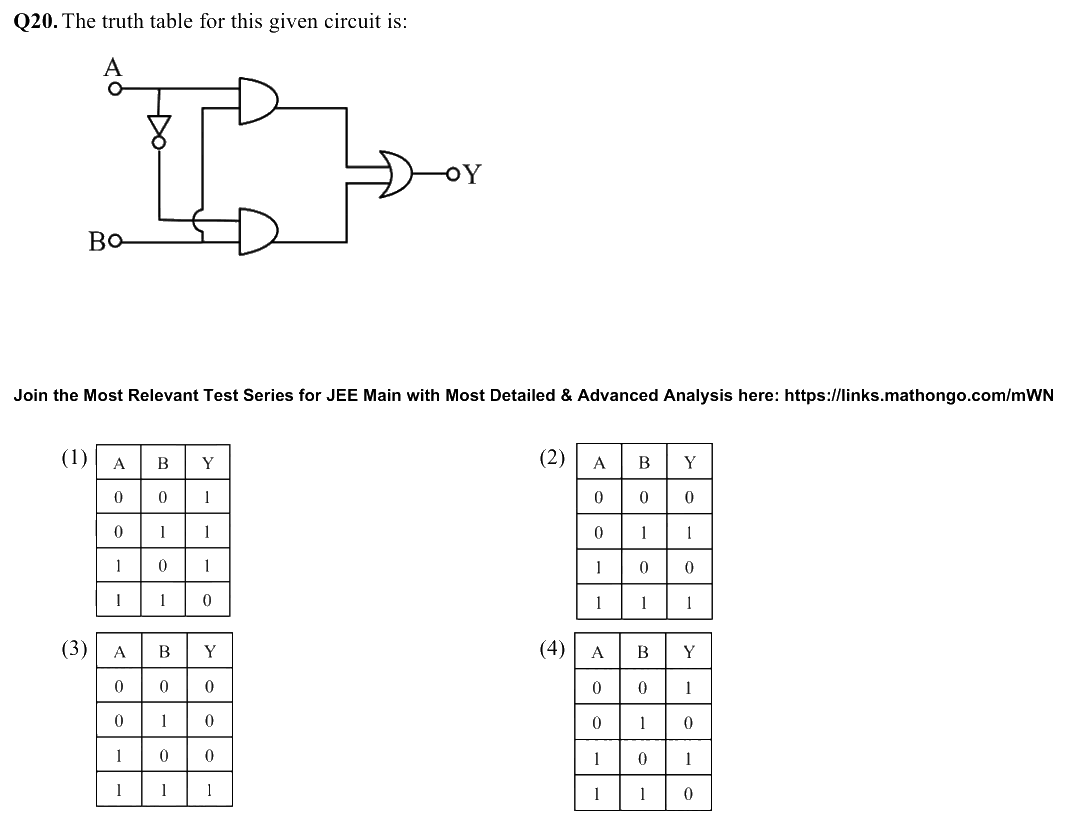 Q20. The truth table for this given circuit is:
A
Y
B
Join the Most Relevant Test Series for JEE Main with Most Detailed & Advanced Analysis here: https://links.mathongo.com/mWN
(1)
A B Y
0 0 1
0 1 1
1 0 1
1 1 0
(2)
A B Y
0 0 0
0 1 1
1 0 0
1 1 1
(3)
A B Y
0 0 0
0 1 0
1 0 0
1 1 1
(4)
A B Y
0 0 1
0 1 0
1 0 1
1 1 0